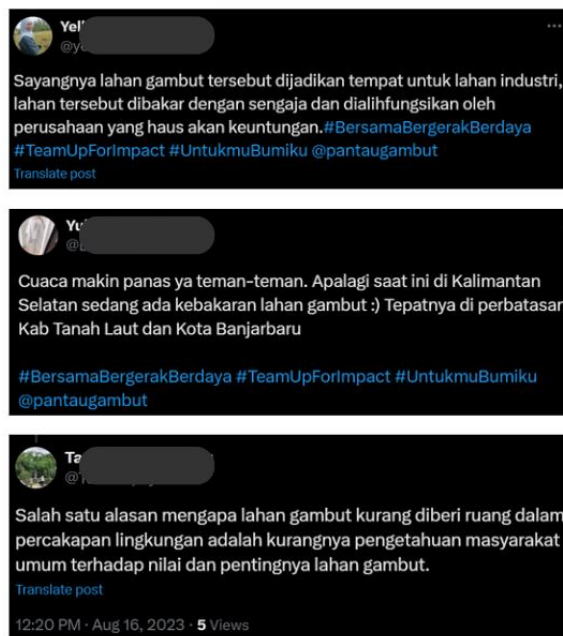 Sayangnya lahan gambut tersebut dijadikan tempat untuk lahan industri,
lahan tersebut dibakar dengan sengaja dan dialihfungsikan oleh
perusahaan yang haus akan keuntungan.#BersamaBergerakBerdaya
#TeamUpForImpact #UntukmuBumiku @pantaugambut
Translate post
Cuaca makin panas ya teman-teman. Apalagi saat ini di Kalimantan
Selatan sedang ada kebakaran lahan gambut :) Tepatnya di perbatasan
Kab Tanah Laut dan Kota Banjarbaru
#BersamaBergerakBerdaya #TeamUpForImpact #UntukmuBumiku
@pantaugambut
Ta
Salah satu alasan mengapa lahan gambut kurang diberi ruang dalam
percakapan lingkungan adalah kurangnya pengetahuan masyarakat
umum terhadap nilai dan pentingnya lahan gambut.
Translate post
12:20 PM · Aug 16, 2023 · 5 Views